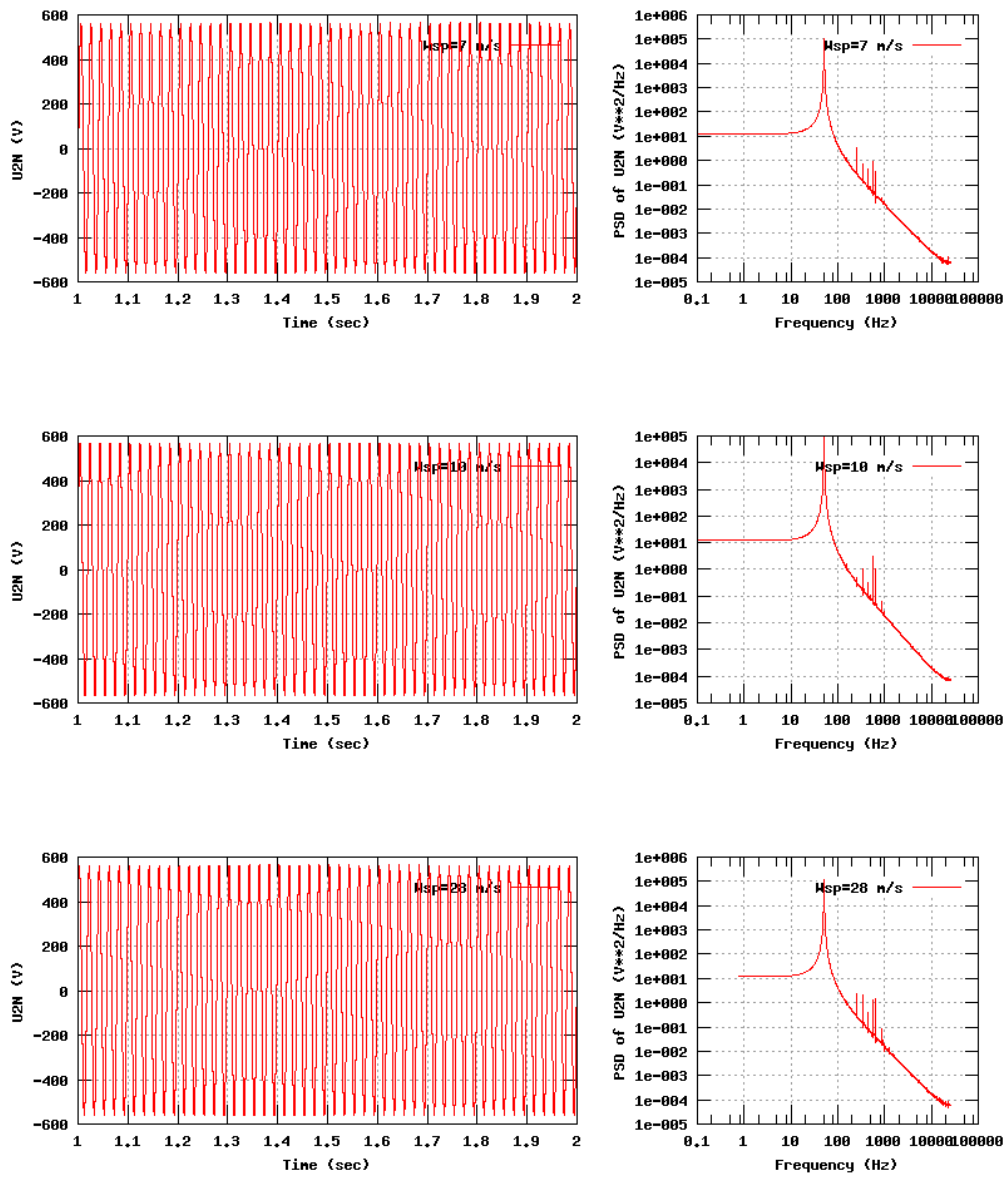 600
400
200
0
-200
-400
-600
U2N (V)
Wsp=7 m/s
1 1.1 1.2 1.3 1.4 1.5 1.6 1.7 1.8 1.9 2
Time (sec)
1e+006
1e+005
1e+004
1e+003
1e+002
1e+001
1e+000
1e-001
1e-002
1e-003
1e-004
1e-005
PSD of U2N (V**2/Hz)
Wsp=7 m/s
0.1 1 10 100 1000 10000 100000
Frequency (Hz)
600
400
200
0
-200
-400
-600
U2N (V)
Wsp=10 m/s
1 1.1 1.2 1.3 1.4 1.5 1.6 1.7 1.8 1.9 2
Time (sec)
1e+005
1e+004
1e+003
1e+002
1e+001
1e+000
1e-001
1e-002
1e-003
1e-004
1e-005
PSD of U2N (V**2/Hz)
Wsp=10 m/s
0.1 1 10 100 1000 10000 100000
Frequency (Hz)
600
400
200
0
-200
-400
-600
U2N (V)
Wsp=28 m/s
1 1.1 1.2 1.3 1.4 1.5 1.6 1.7 1.8 1.9 2
Time (sec)
1e+006
1e+005
1e+004
1e+003
1e+002
1e+001
1e+000
1e-001
1e-002
1e-003
1e-004
1e-005
PSD of U2N (V**2/Hz)
Wsp=28 m/s
0.1 1 10 100 1000 10000 100000
Frequency (Hz)